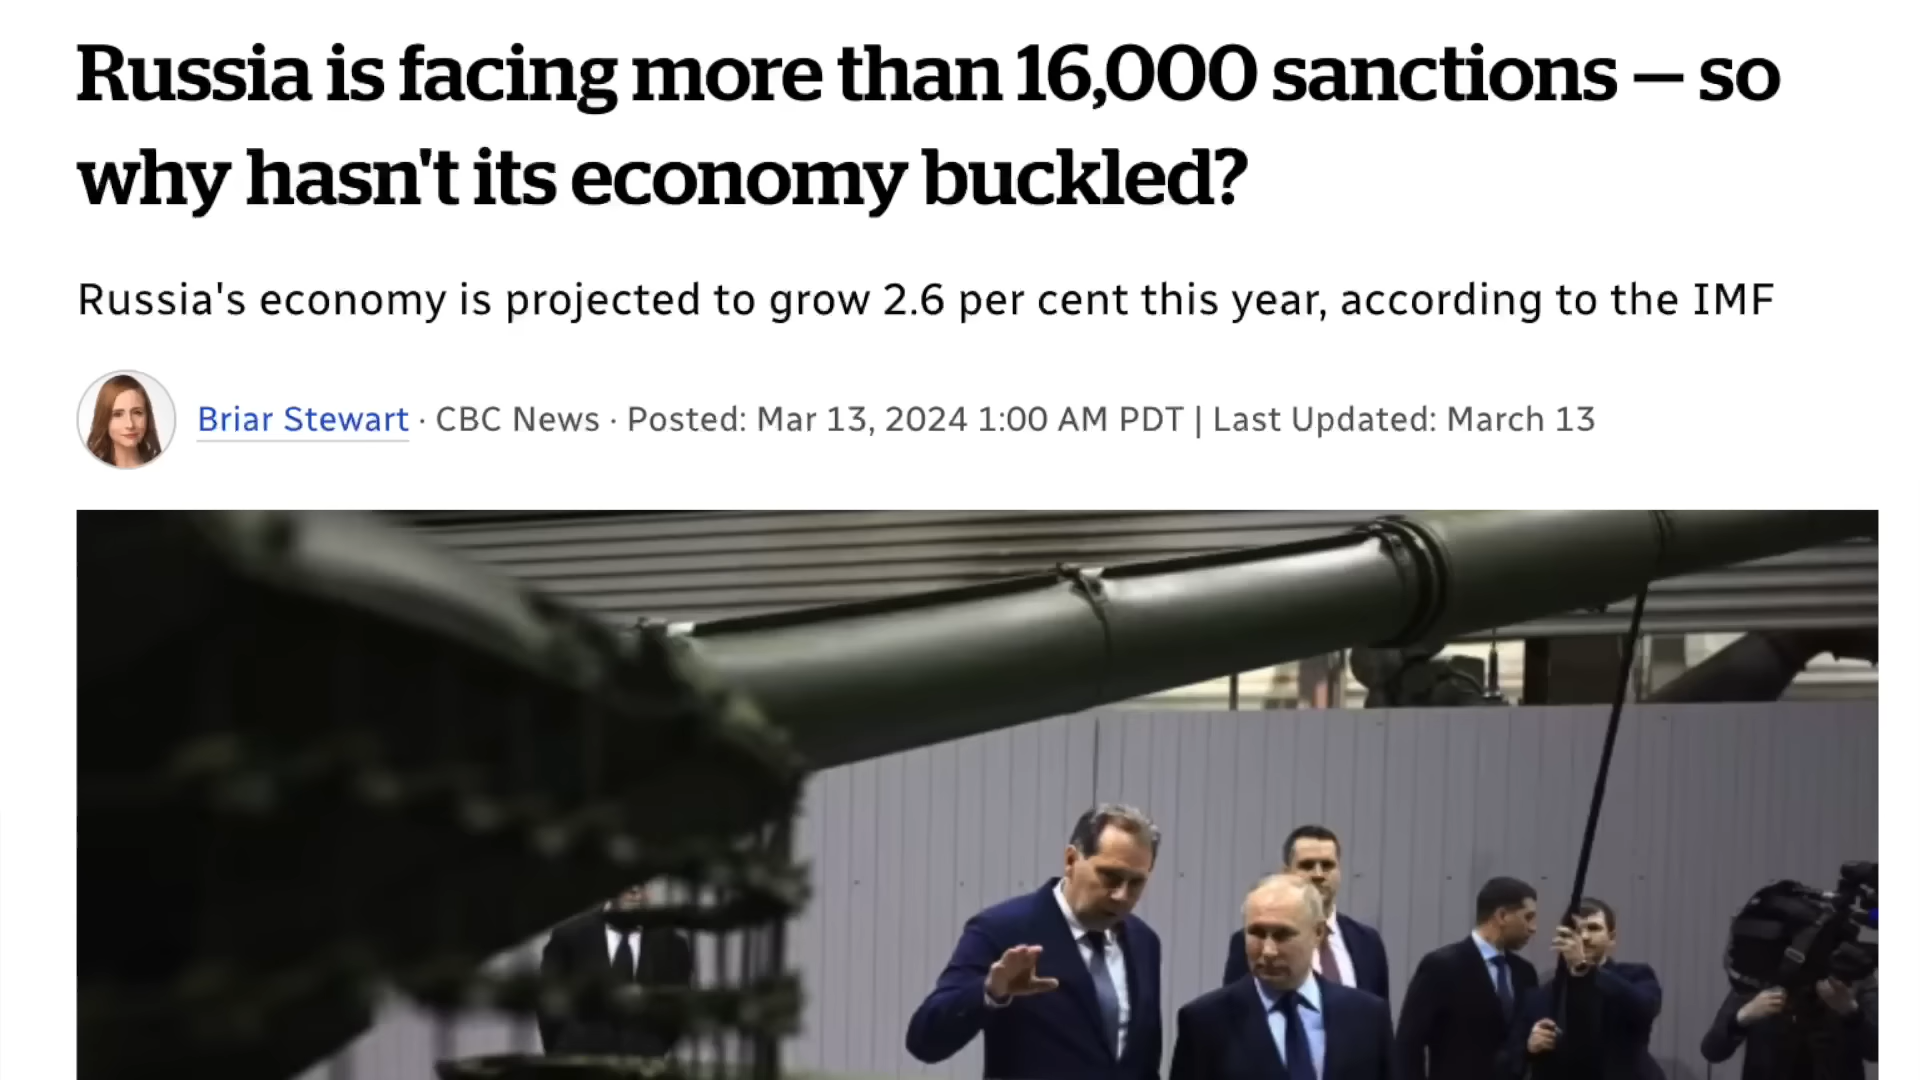 Russia is facing more than 16,000 sanctions — so
why hasn't its economy buckled?
Russia's economy is projected to grow 2.6 per cent this year, according to the IMF
Briar Stewart · CBC News · Posted: Mar 13, 2024 1:00 AM PDT | Last Updated: March 13